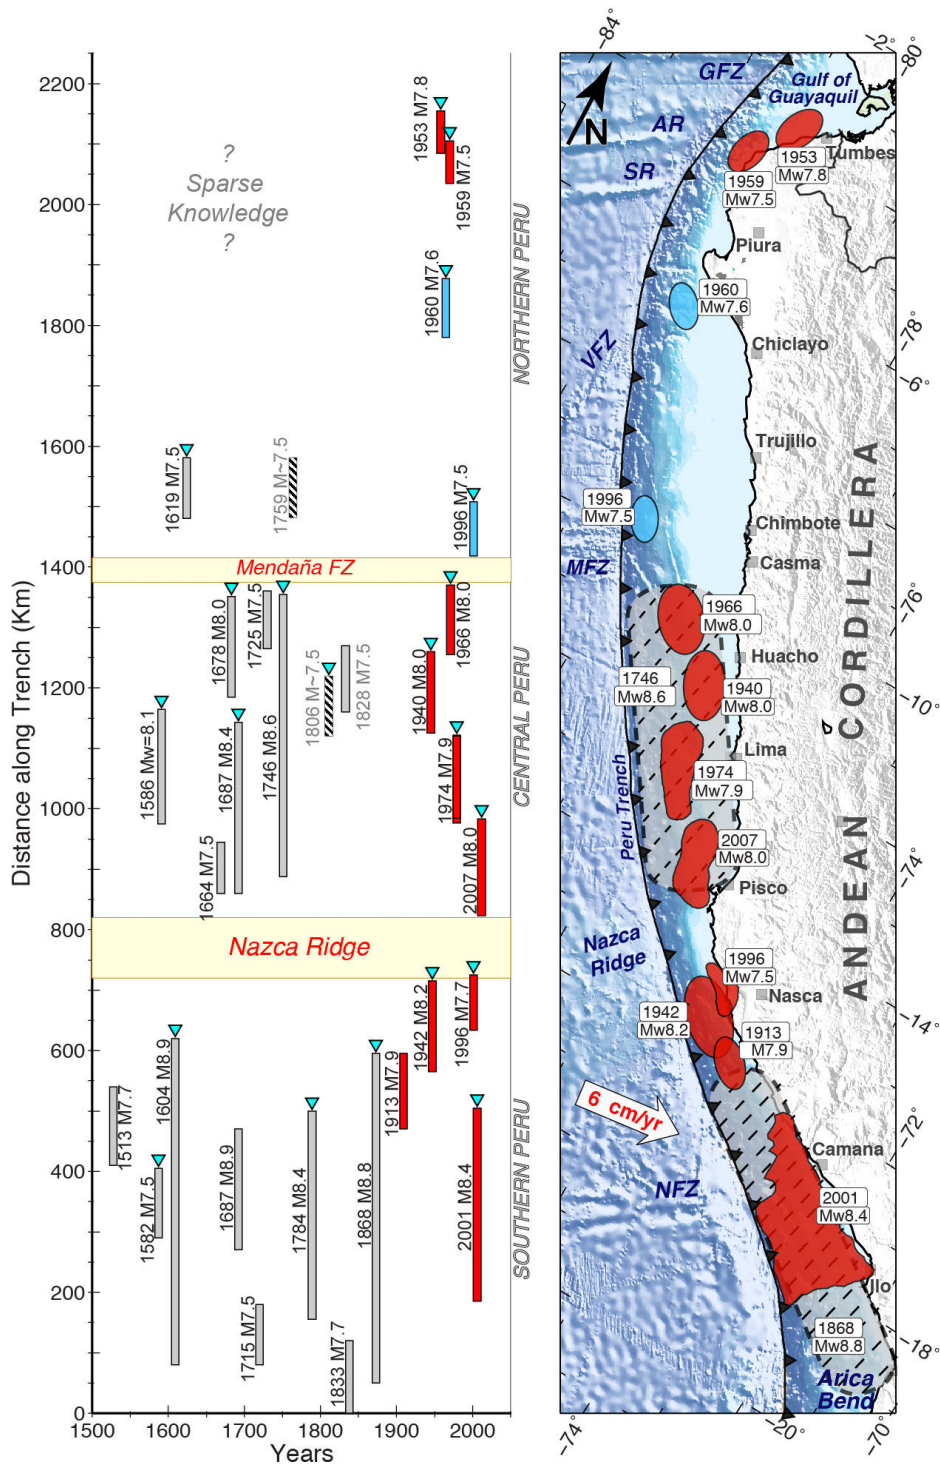 2200
2000
1800
1600
1400
1200
1000
800
600
400
200
0
Distance along Trench (Km)
1500
1600
1700
1800
1900
2000
Years
?
Sparse
Knowledge
?
1953 M7.8
1959 M7.5
1960 M7.6
1619 M7.5
1759 M~7.5
1996 M7.5
Mendaña FZ
1678 M8.0
1725 M7.5
1966 M8.0
1586 Mw=8.1
1687 M8.4
1746 M8.6
1806 M~7.5
1828 M7.5
1940 M8.0
1974 M7.9
1664 M7.5
2007 M8.0
Nazca Ridge
1942 M8.2
1996 M7.7
1513 M7.7
1582 M7.5
1604 M8.9
1687 M8.9
1784 M8.4
1868 M8.8
1913 M7.9
2001 M8.4
1715 M7.5
1833 M7.7
NORTHERN PERU
CENTRAL PERU
SOUTHERN PERU
-84°
-2°
-80°
N
GFZ
Gulf of
Guayaquil
AR
SR
1953
Mw7.8
Tumbes
1959
Mw7.5
Piura
1960
Mw7.6
-78°
VFZ
Chiclayo
-6°
Trujillo
1996
Mw7.5
Chimbote
MFZ
Casma
-76°
1966
Mw8.0
Huacho
1746
Mw8.6
1940
Mw8.0
-10°
Lima
Peru Trench
1974
Mw7.9
2007
Mw8.0
-74°
Pisco
ANDEAN CORDILLERA
Nazca
Ridge
1996
Mw7.5
Nasca
1942
Mw8.2
-14°
1913
M7.9
6 cm/yr
-72°
Camana
NFZ
2001
Mw8.4
Ilo
1868
Mw8.8
-18°
Arica
Bend
-74°
-20°
-70°